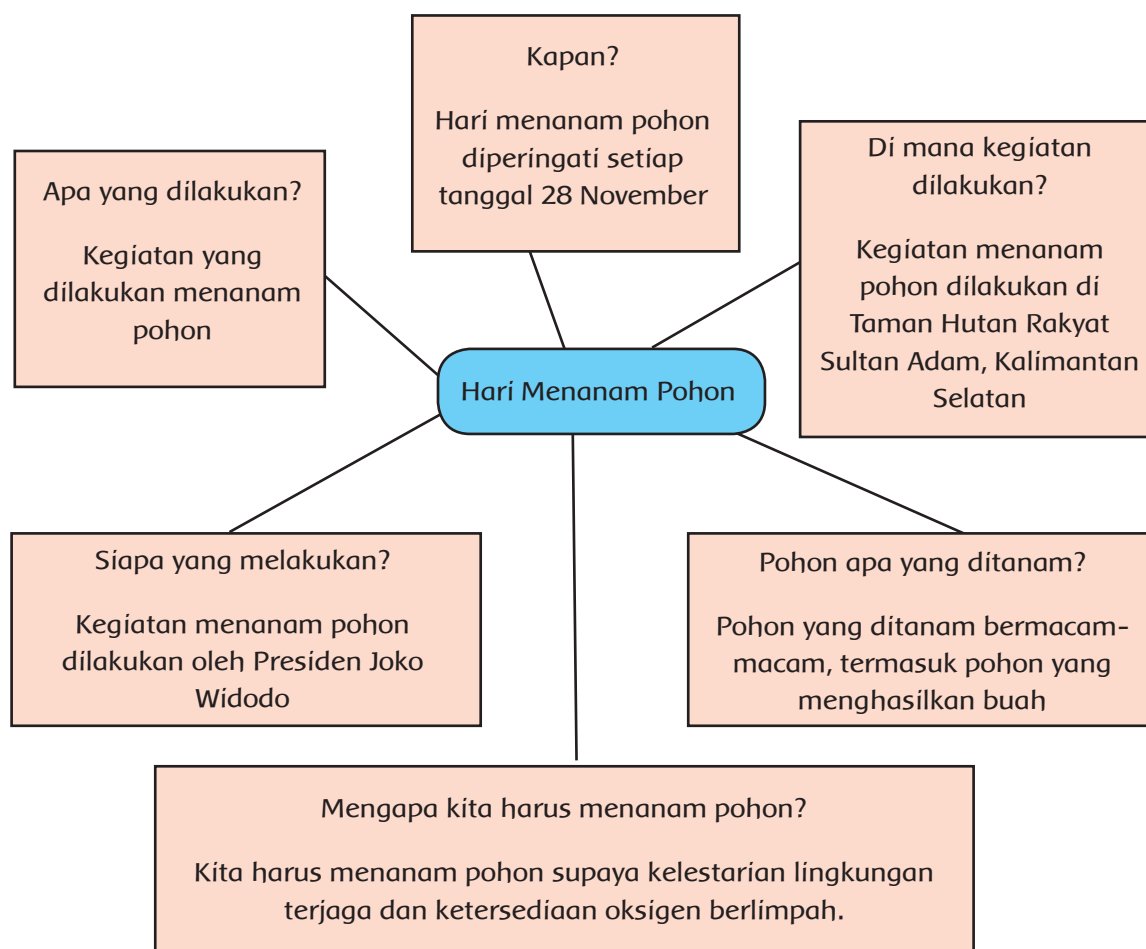 Kapan?
Hari menanam pohon
diperingati setiap
tanggal 28 November
Apa yang dilakukan?
Kegiatan yang
dilakukan menanam
pohon
Di mana kegiatan
dilakukan?
Kegiatan menanam
pohon dilakukan di
Taman Hutan Rakyat
Sultan Adam, Kalimantan
Selatan
Hari Menanam Pohon
Siapa yang melakukan?
Kegiatan menanam pohon
dilakukan oleh Presiden Joko
Widodo
Pohon apa yang ditanam?
Pohon yang ditanam bermacam-
macam, termasuk pohon yang
menghasilkan buah
Mengapa kita harus menanam pohon?
Kita harus menanam pohon supaya kelestarian lingkungan
terjaga dan ketersediaan oksigen berlimpah.